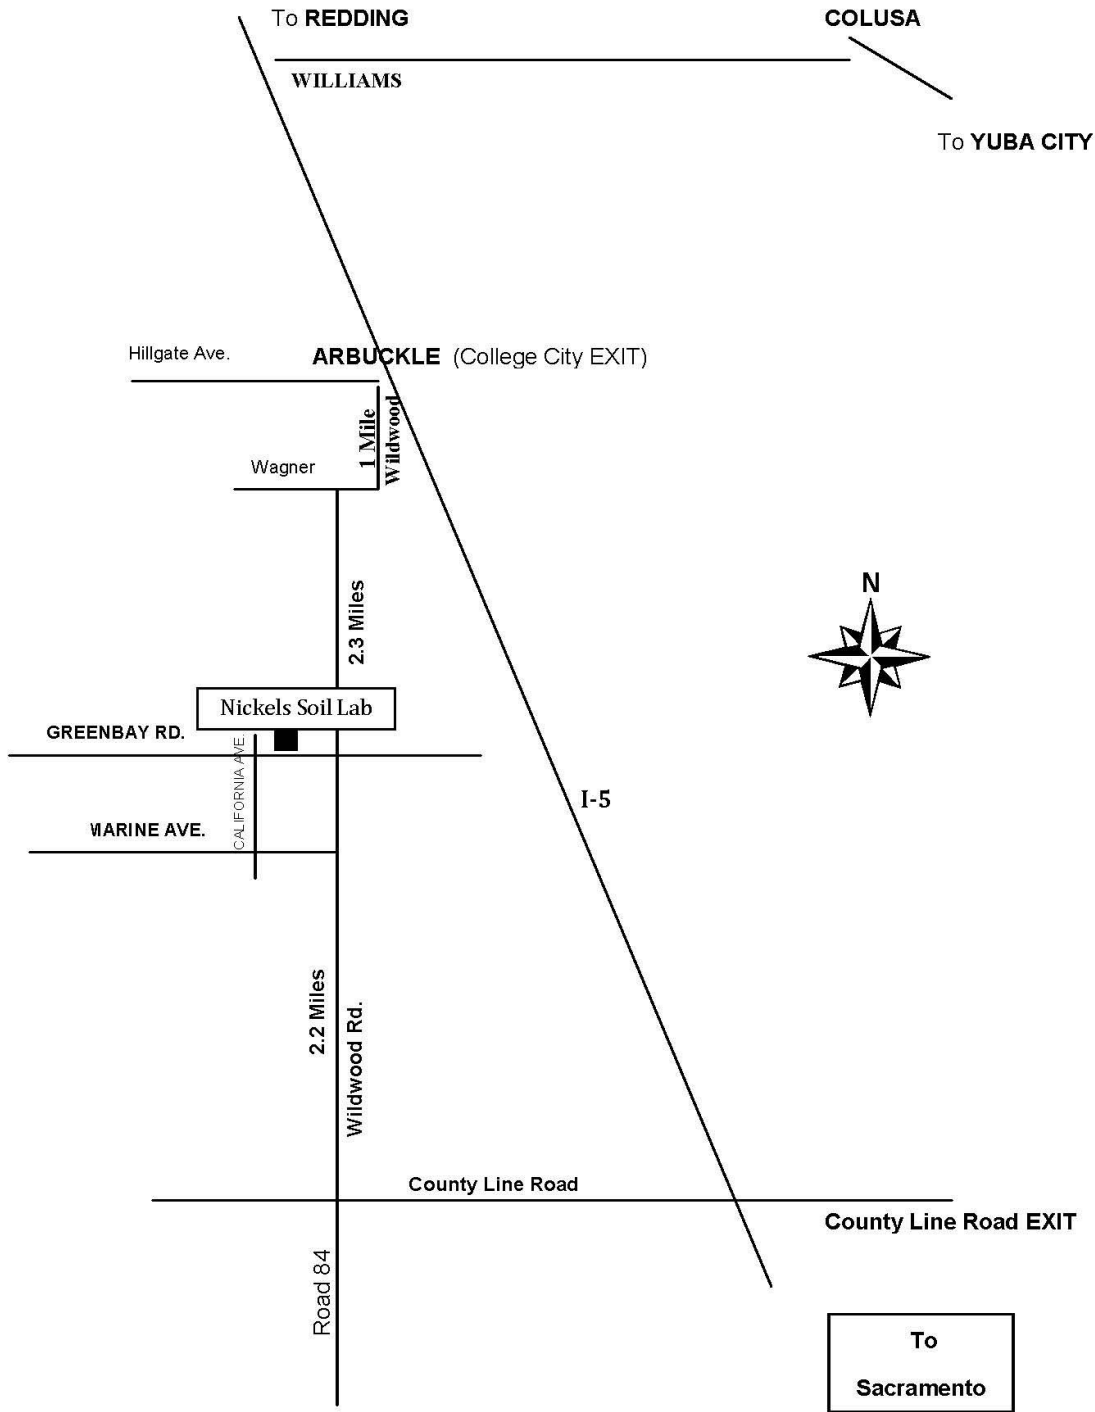 To REDDING
COLUSA
WILLIAMS
To YUBA CITY
Hillgate Ave.
ARBUCKLE (College City EXIT)
1 Mile
Wildwood
Wagner
2.3 Miles
N
Nickels Soil Lab
GREENBAY RD.
CALIFORNIA AVE.
I-5
MARINE AVE.
2.2 Miles
Wildwood Rd.
County Line Road
County Line Road EXIT
Road 84
To
Sacramento